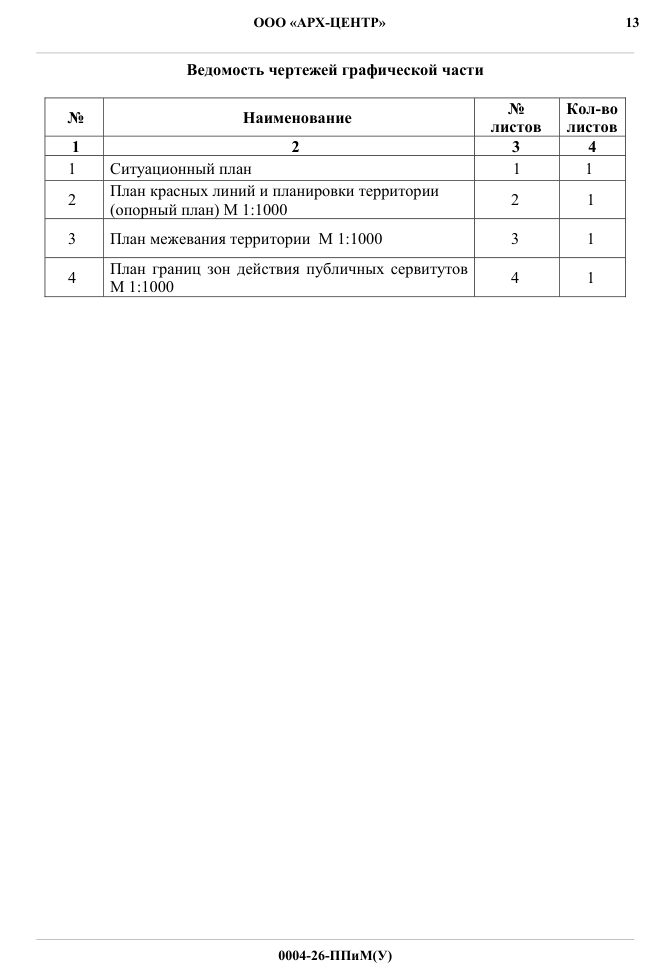 ООО «АРХ-ЦЕНТР» 13
Ведомость чертежей графической части
№ Наименование № листов Кол-во листов
1 2 3 4
1 Ситуационный план 1 1
2 План красных линий и планировки территории (опорный план) М 1:1000 2 1
3 План межевания территории М 1:1000 3 1
4 План границ зон действия публичных сервитутов М 1:1000 4 1
0004-26-ППиМ(У)